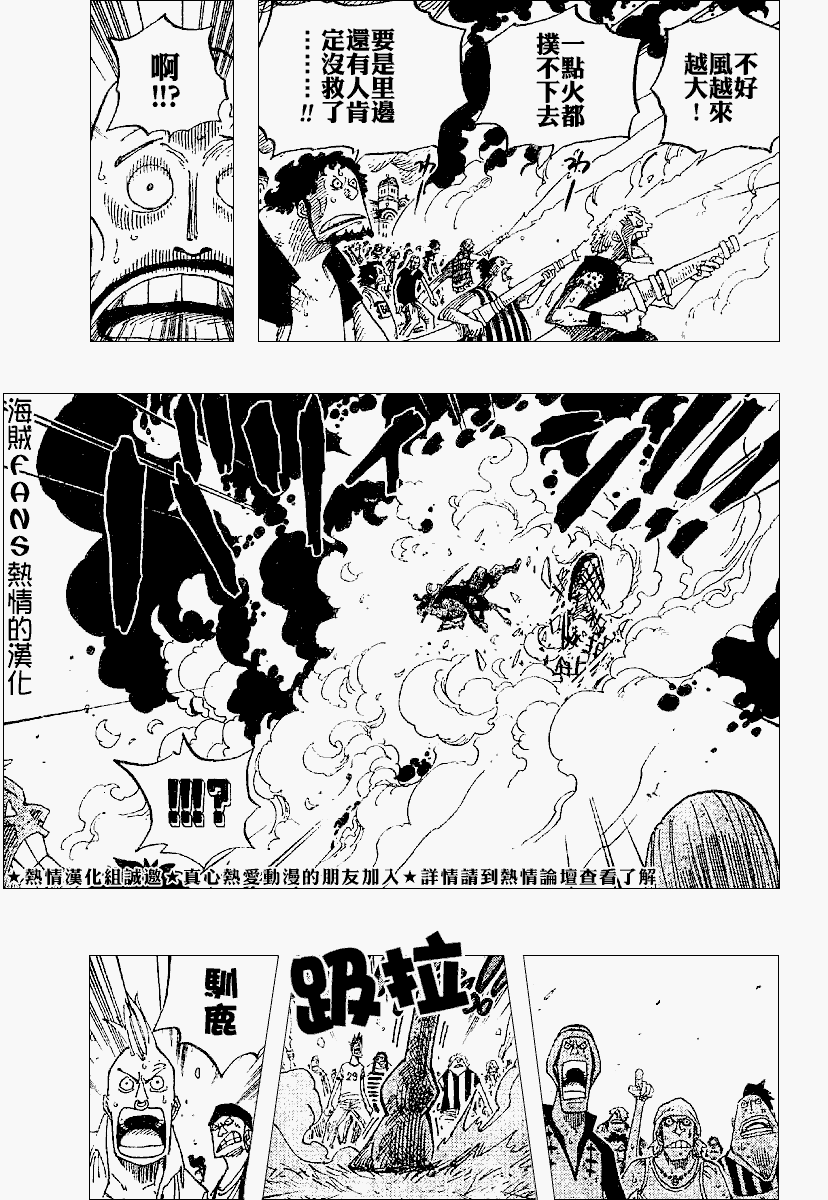 不好
風越來
越大！
一點火都
撲不下去
要是里邊
還有人肯
定沒救了
………!!
啊
!!?
海賊FANS熱情的漢化
!!!?
★熱情漢化組誠邀★真心熱愛動漫的朋友加入★詳情請到熱情論壇查看了解
趿拉
馴鹿